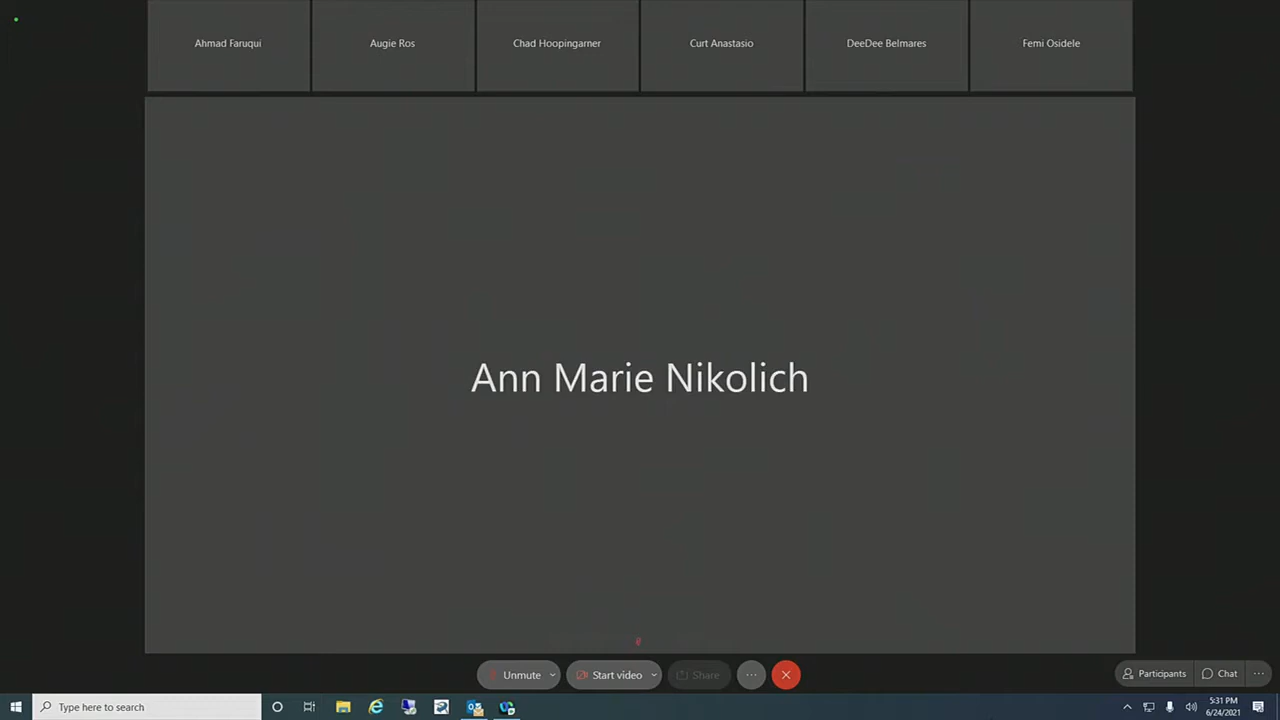 Ahmad Faruqui
Augie Ros
Chad Hoopingarner
Curt Anastasio
DeeDee Belmares
Femi Osidele
Ann Marie Nikolich
Unmute
Start video
Share
Participants
Chat
Type here to search
5:31 PM
6/24/2021